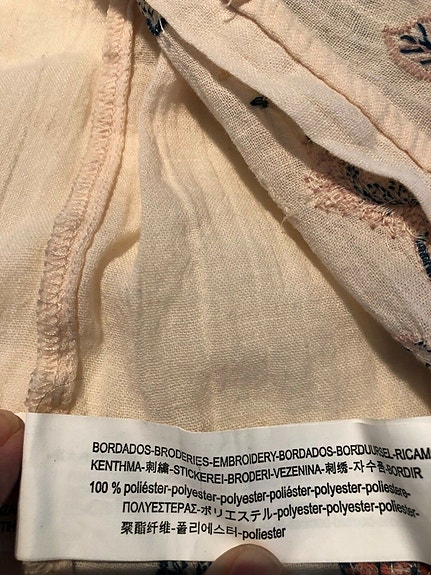 BORDADOS-BRODERIES-EMBROIDERY-BORDADOS-BORDUURSEL-RICAM
KENTHMA-刺繡-STICKEREI-BRODERI-VEZENINA-刺绣-자수품-BORDIR
100 % poliéster-polyester-polyester-poliéster-polyester-poliestere-
ΠΟΛΥΕΣΤΕΡΑΣ-ポリエステル-polyester-polyester-polyester-
聚酯纤维-폴리에스터-poliester